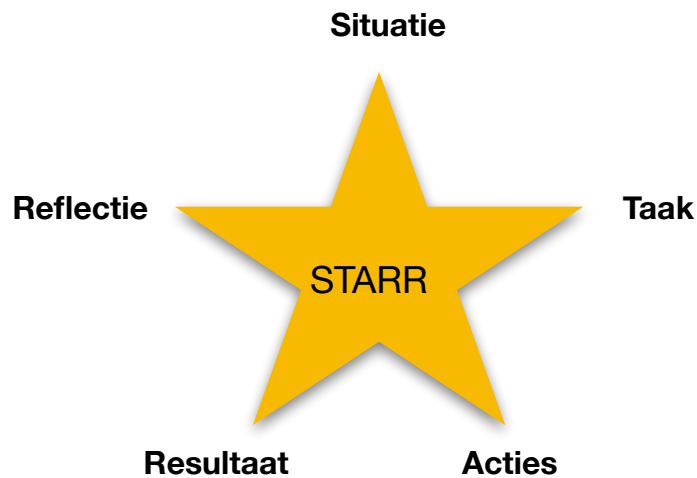 Situatie
Reflectie
Taak
STARR
Resultaat
Acties